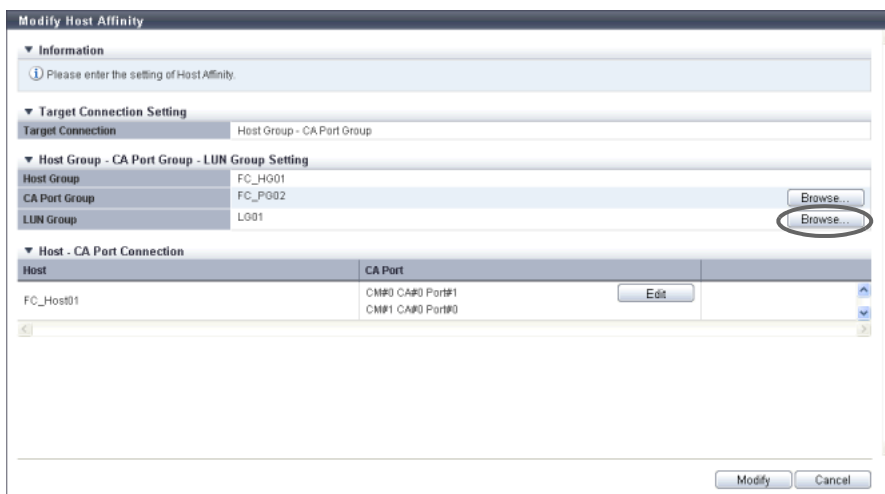 Modify Host Affinity
▼ Information
Please enter the setting of Host Affinity.
▼ Target Connection Setting
Target Connection Host Group - CA Port Group
▼ Host Group - CA Port Group - LUN Group Setting
Host Group FC_HG01
CA Port Group FC_PG02 Browse...
LUN Group LG01 Browse...
▼ Host - CA Port Connection
Host CA Port
FC_Host01 CM#0 CA#0 Port#1 Edit
CM#1 CA#0 Port#0
Modify Cancel